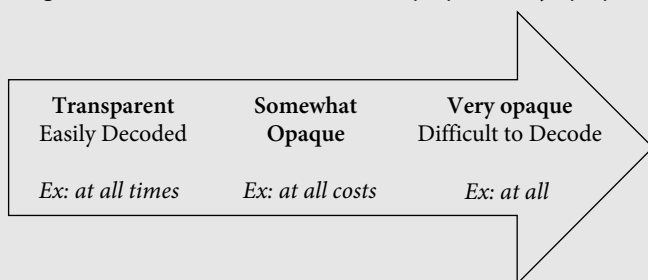 Transparent
Easily Decoded
Ex: at all times
Somewhat
Opaque
Ex: at all costs
Very opaque
Difficult to Decode
Ex: at all